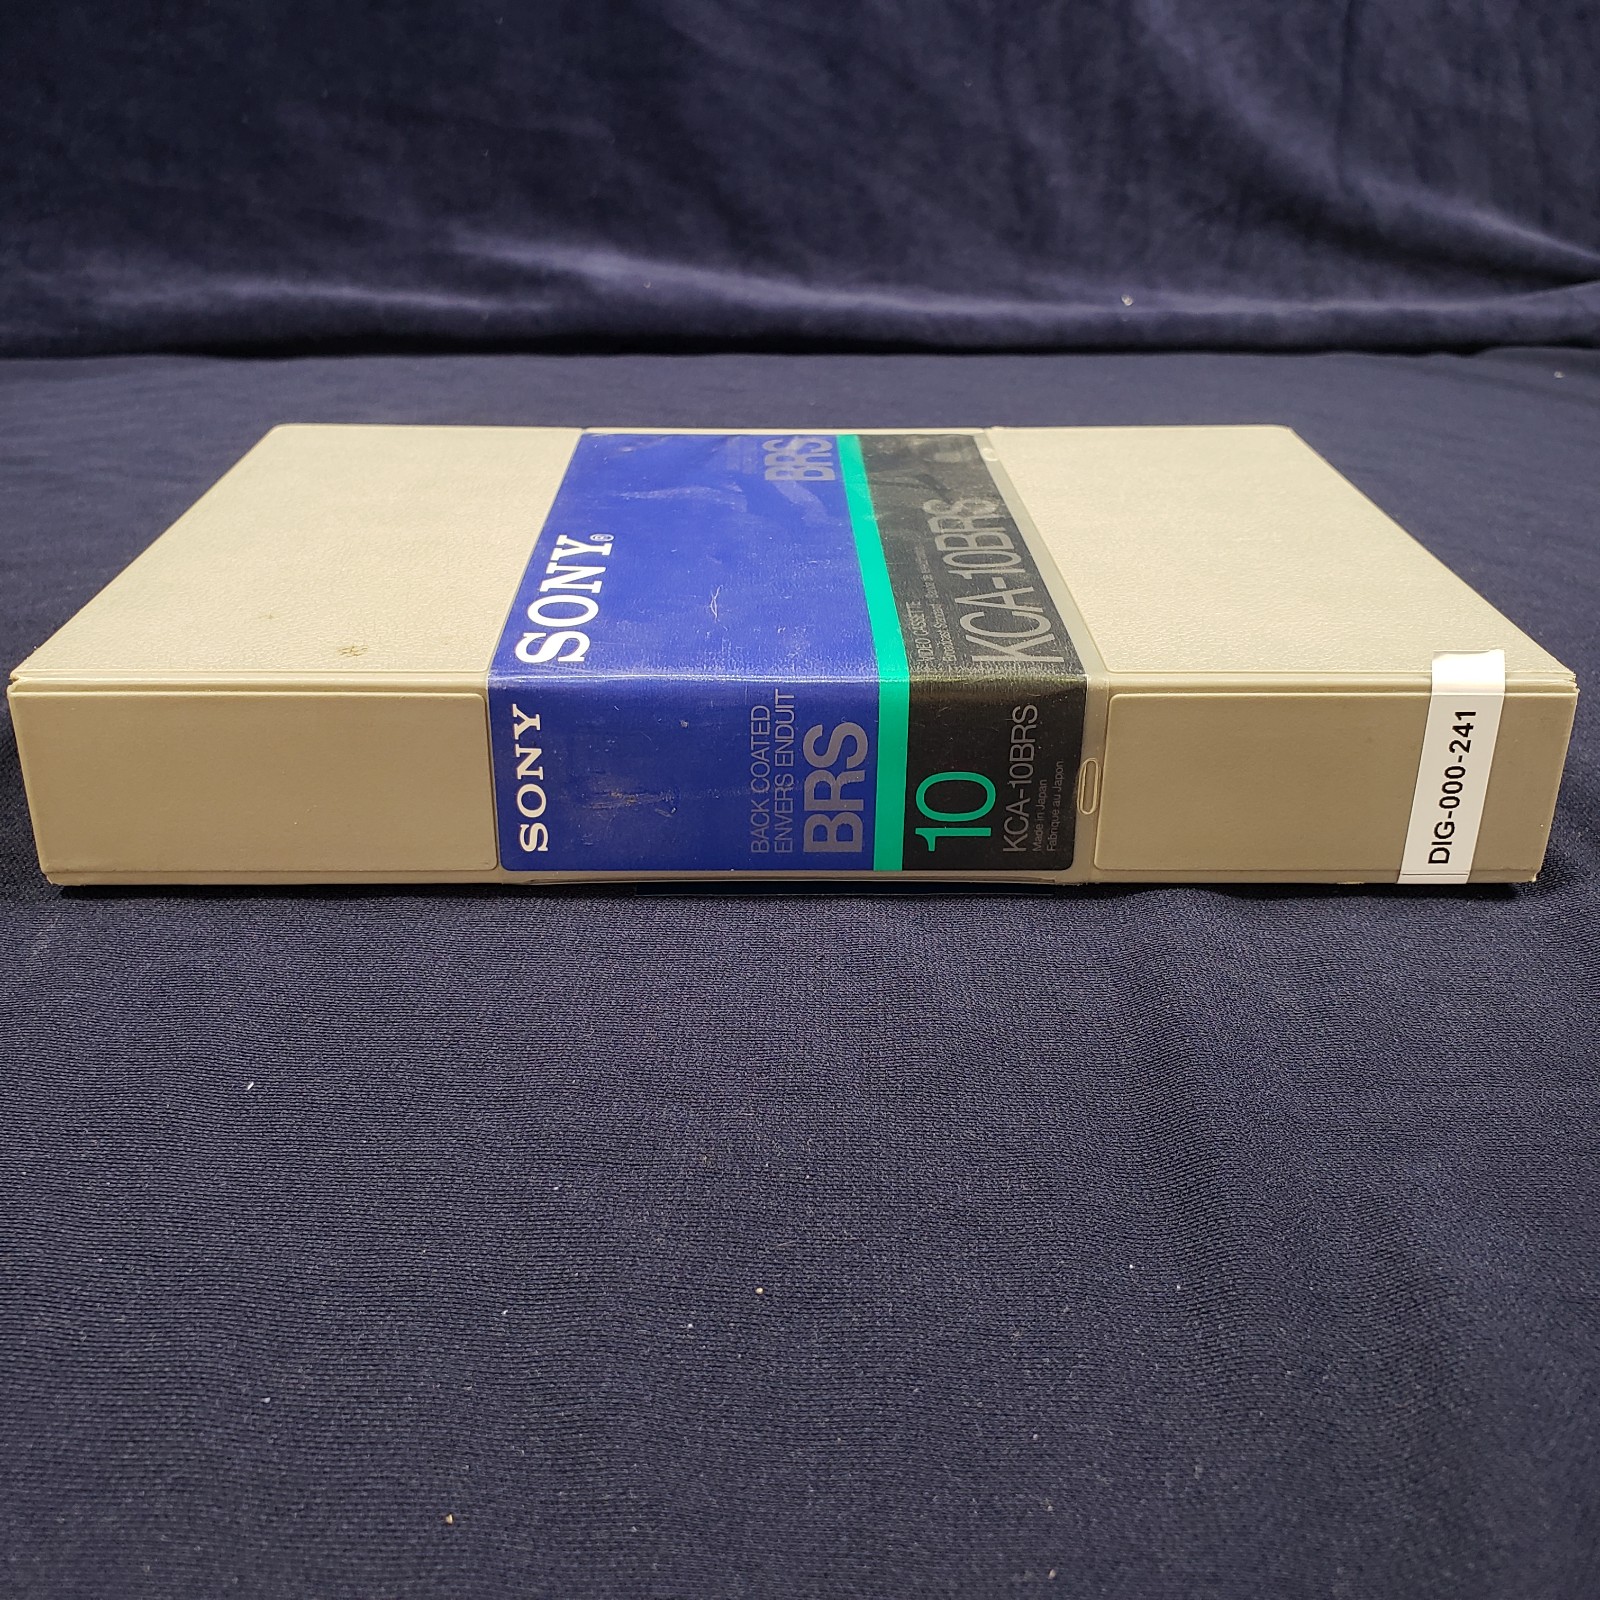 BRS
SONY®
VIDEO CASSETTE
KCA-10BRS
SONY
BACK COATED
ENVERS ENDUIT
BRS
10
KCA-10BRS
Made in Japan
Fabriqué au Japon
DIG-000-241